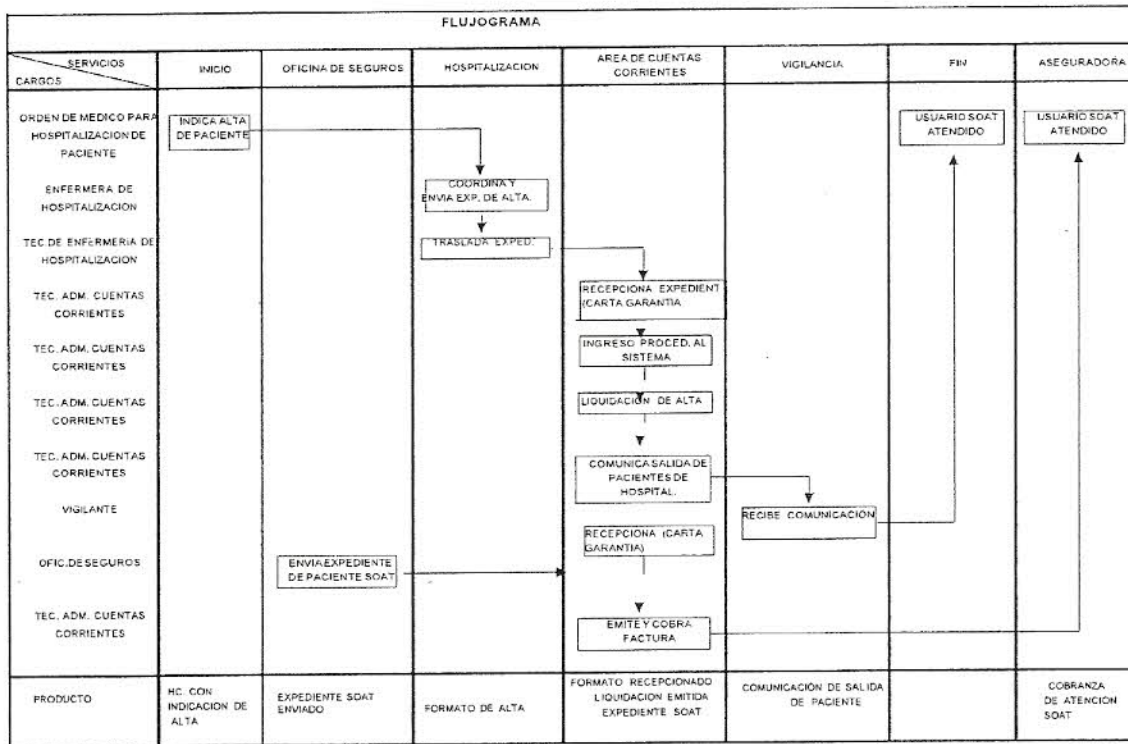 FLUJOGRAMA
SERVICIOS
CARGOS
INICIO
OFICINA DE SEGUROS
HOSPITALIZACION
AREA DE CUENTAS
CORRIENTES
VIGILANCIA
FIN
ASEGURADORA
ORDEN DE MEDICO PARA
HOSPITALIZACION DE
PACIENTE
INDICA ALTA
DE PACIENTE
USUARIO SOAT
ATENDIDO
USUARIO SOAT
ATENDIDO
ENFERMERA DE
HOSPITALIZACION
COORDINA Y
ENVIA EXP. DE ALTA.
TEC DE ENFERMERIA DE
HOSPITALIZACION
TRASLADA EXPED.
TEC. ADM. CUENTAS
CORRIENTES
RECEPCIONA EXPEDIENT
(CARTA GARANTIA
TEC. ADM. CUENTAS
CORRIENTES
INGRESO PROCED. AL
SISTEMA
TEC. ADM. CUENTAS
CORRIENTES
LIQUIDACION DE ALTA
TEC. ADM. CUENTAS
CORRIENTES
COMUNICA SALIDA DE
PACIENTES DE
HOSPITAL.
VIGILANTE
RECIBE COMUNICACIÓN
RECEPCIONA (CARTA
GARANTIA)
OFIC. DE SEGUROS
ENVIA EXPEDIENTE
DE PACIENTE SOAT
TEC. ADM. CUENTAS
CORRIENTES
EMITE Y COBRA
FACTURA
PRODUCTO
HC. CON
INDICACION DE
ALTA
EXPEDIENTE SOAT
ENVIADO
FORMATO DE ALTA
FORMATO RECEPCIONADO
LIQUIDACION EMITIDA
EXPEDIENTE SOAT
COMUNICACIÓN DE SALIDA
DE PACIENTE
COBRANZA
DE ATENCION
SOAT